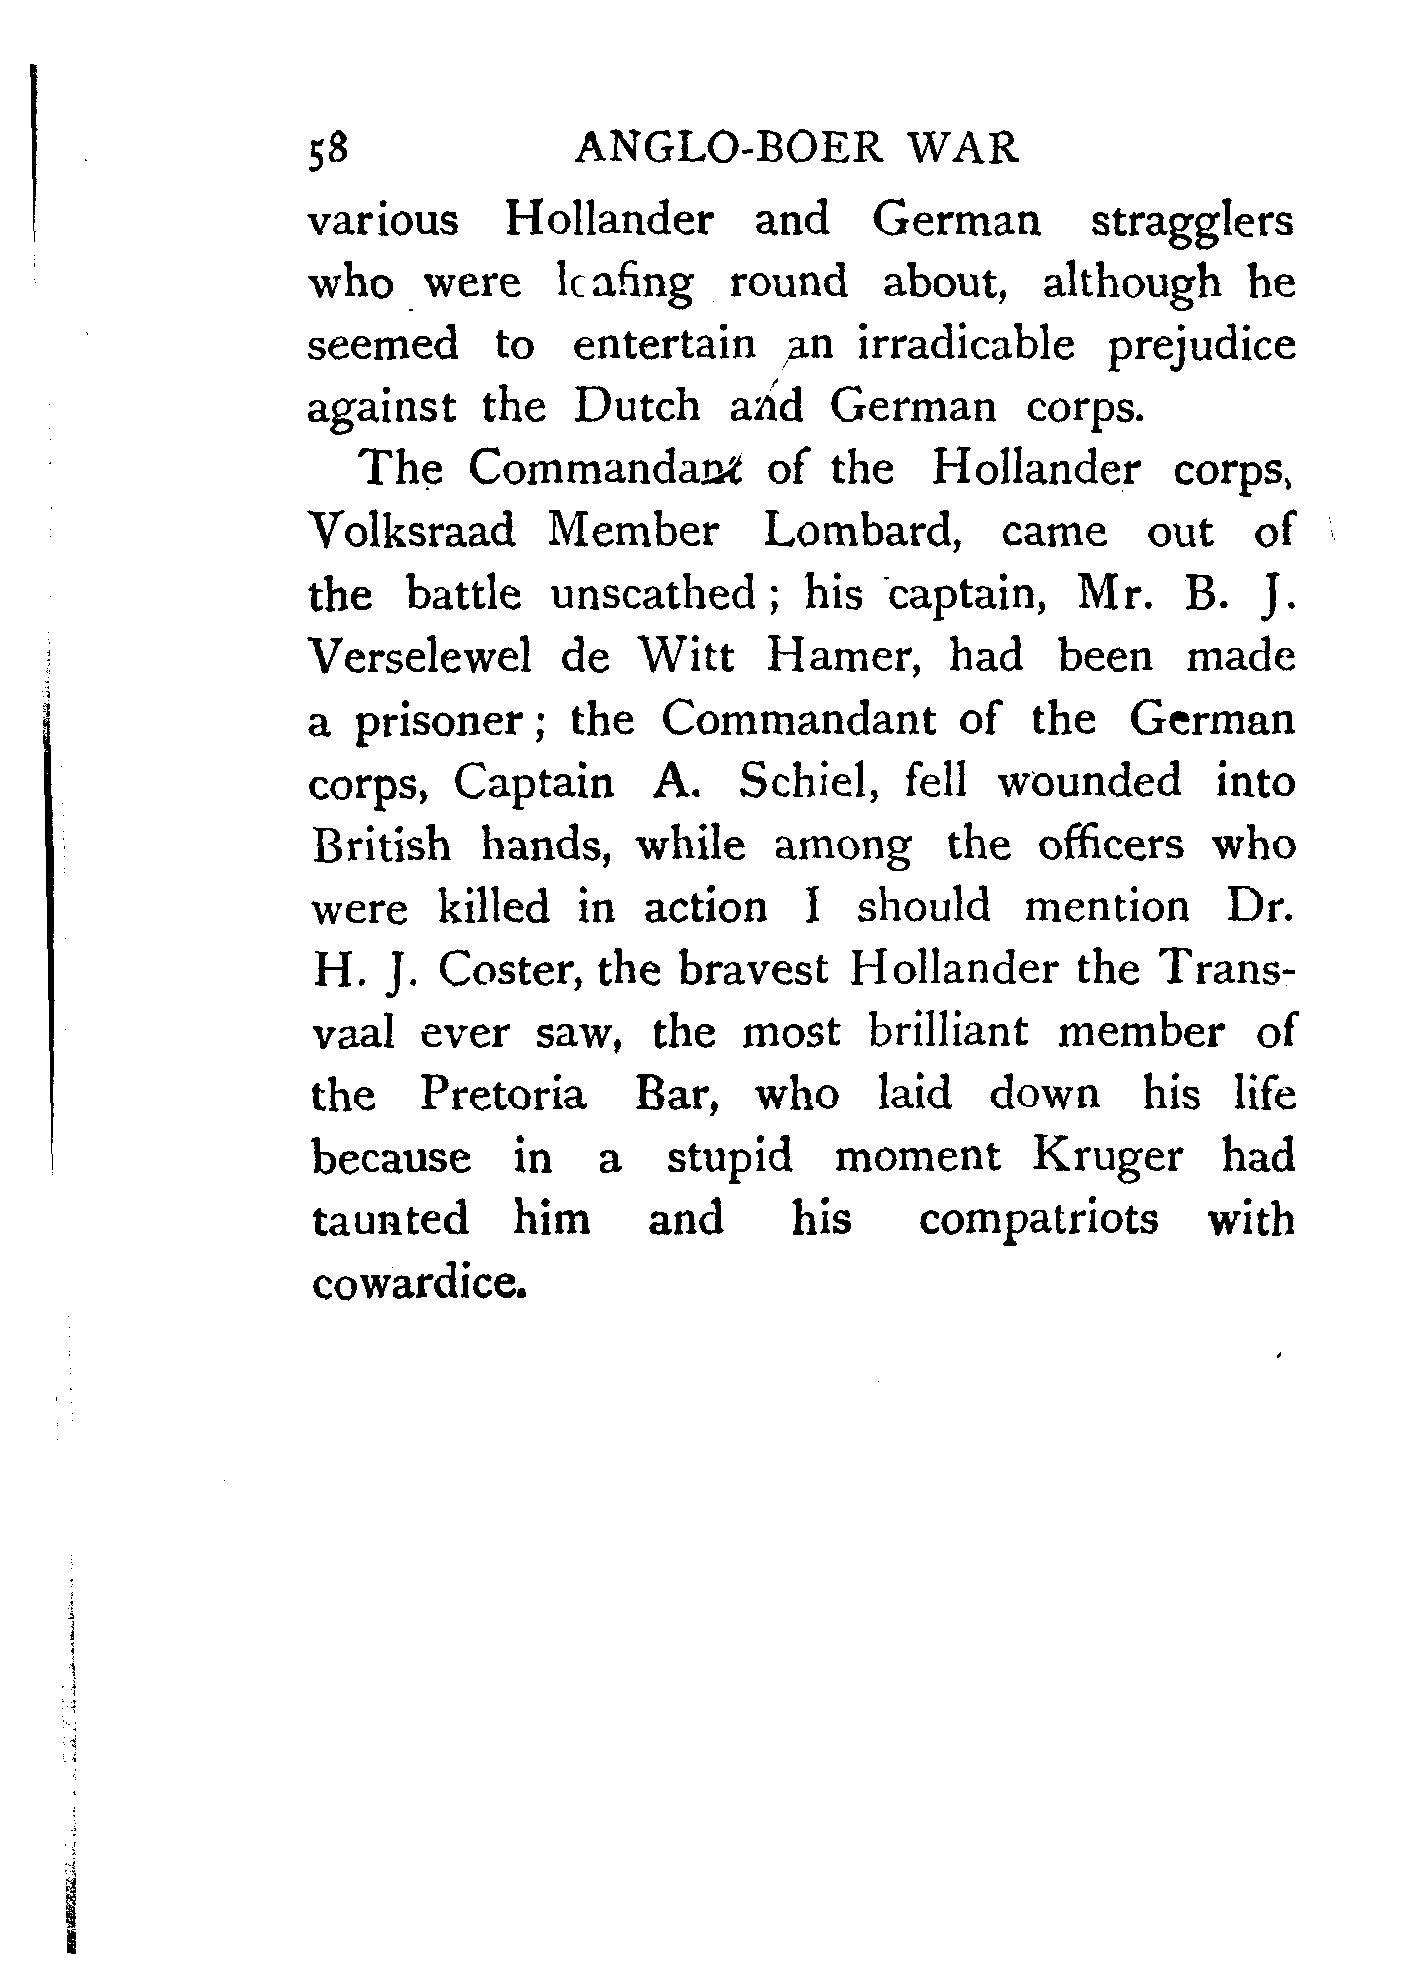 58 ANGLO-BOER WAR
various Hollander and German stragglers
who were loafing round about, although he
seemed to entertain an irradicable prejudice
against the Dutch and German corps.
The Commandant of the Hollander corps,
Volksraad Member Lombard, came out of
the battle unscathed ; his captain, Mr. B. J.
Verselewel de Witt Hamer, had been made
a prisoner ; the Commandant of the German
corps, Captain A. Schiel, fell wounded into
British hands, while among the officers who
were killed in action I should mention Dr.
H. J. Coster, the bravest Hollander the Trans-
vaal ever saw, the most brilliant member of
the Pretoria Bar, who laid down his life
because in a stupid moment Kruger had
taunted him and his compatriots with
cowardice.